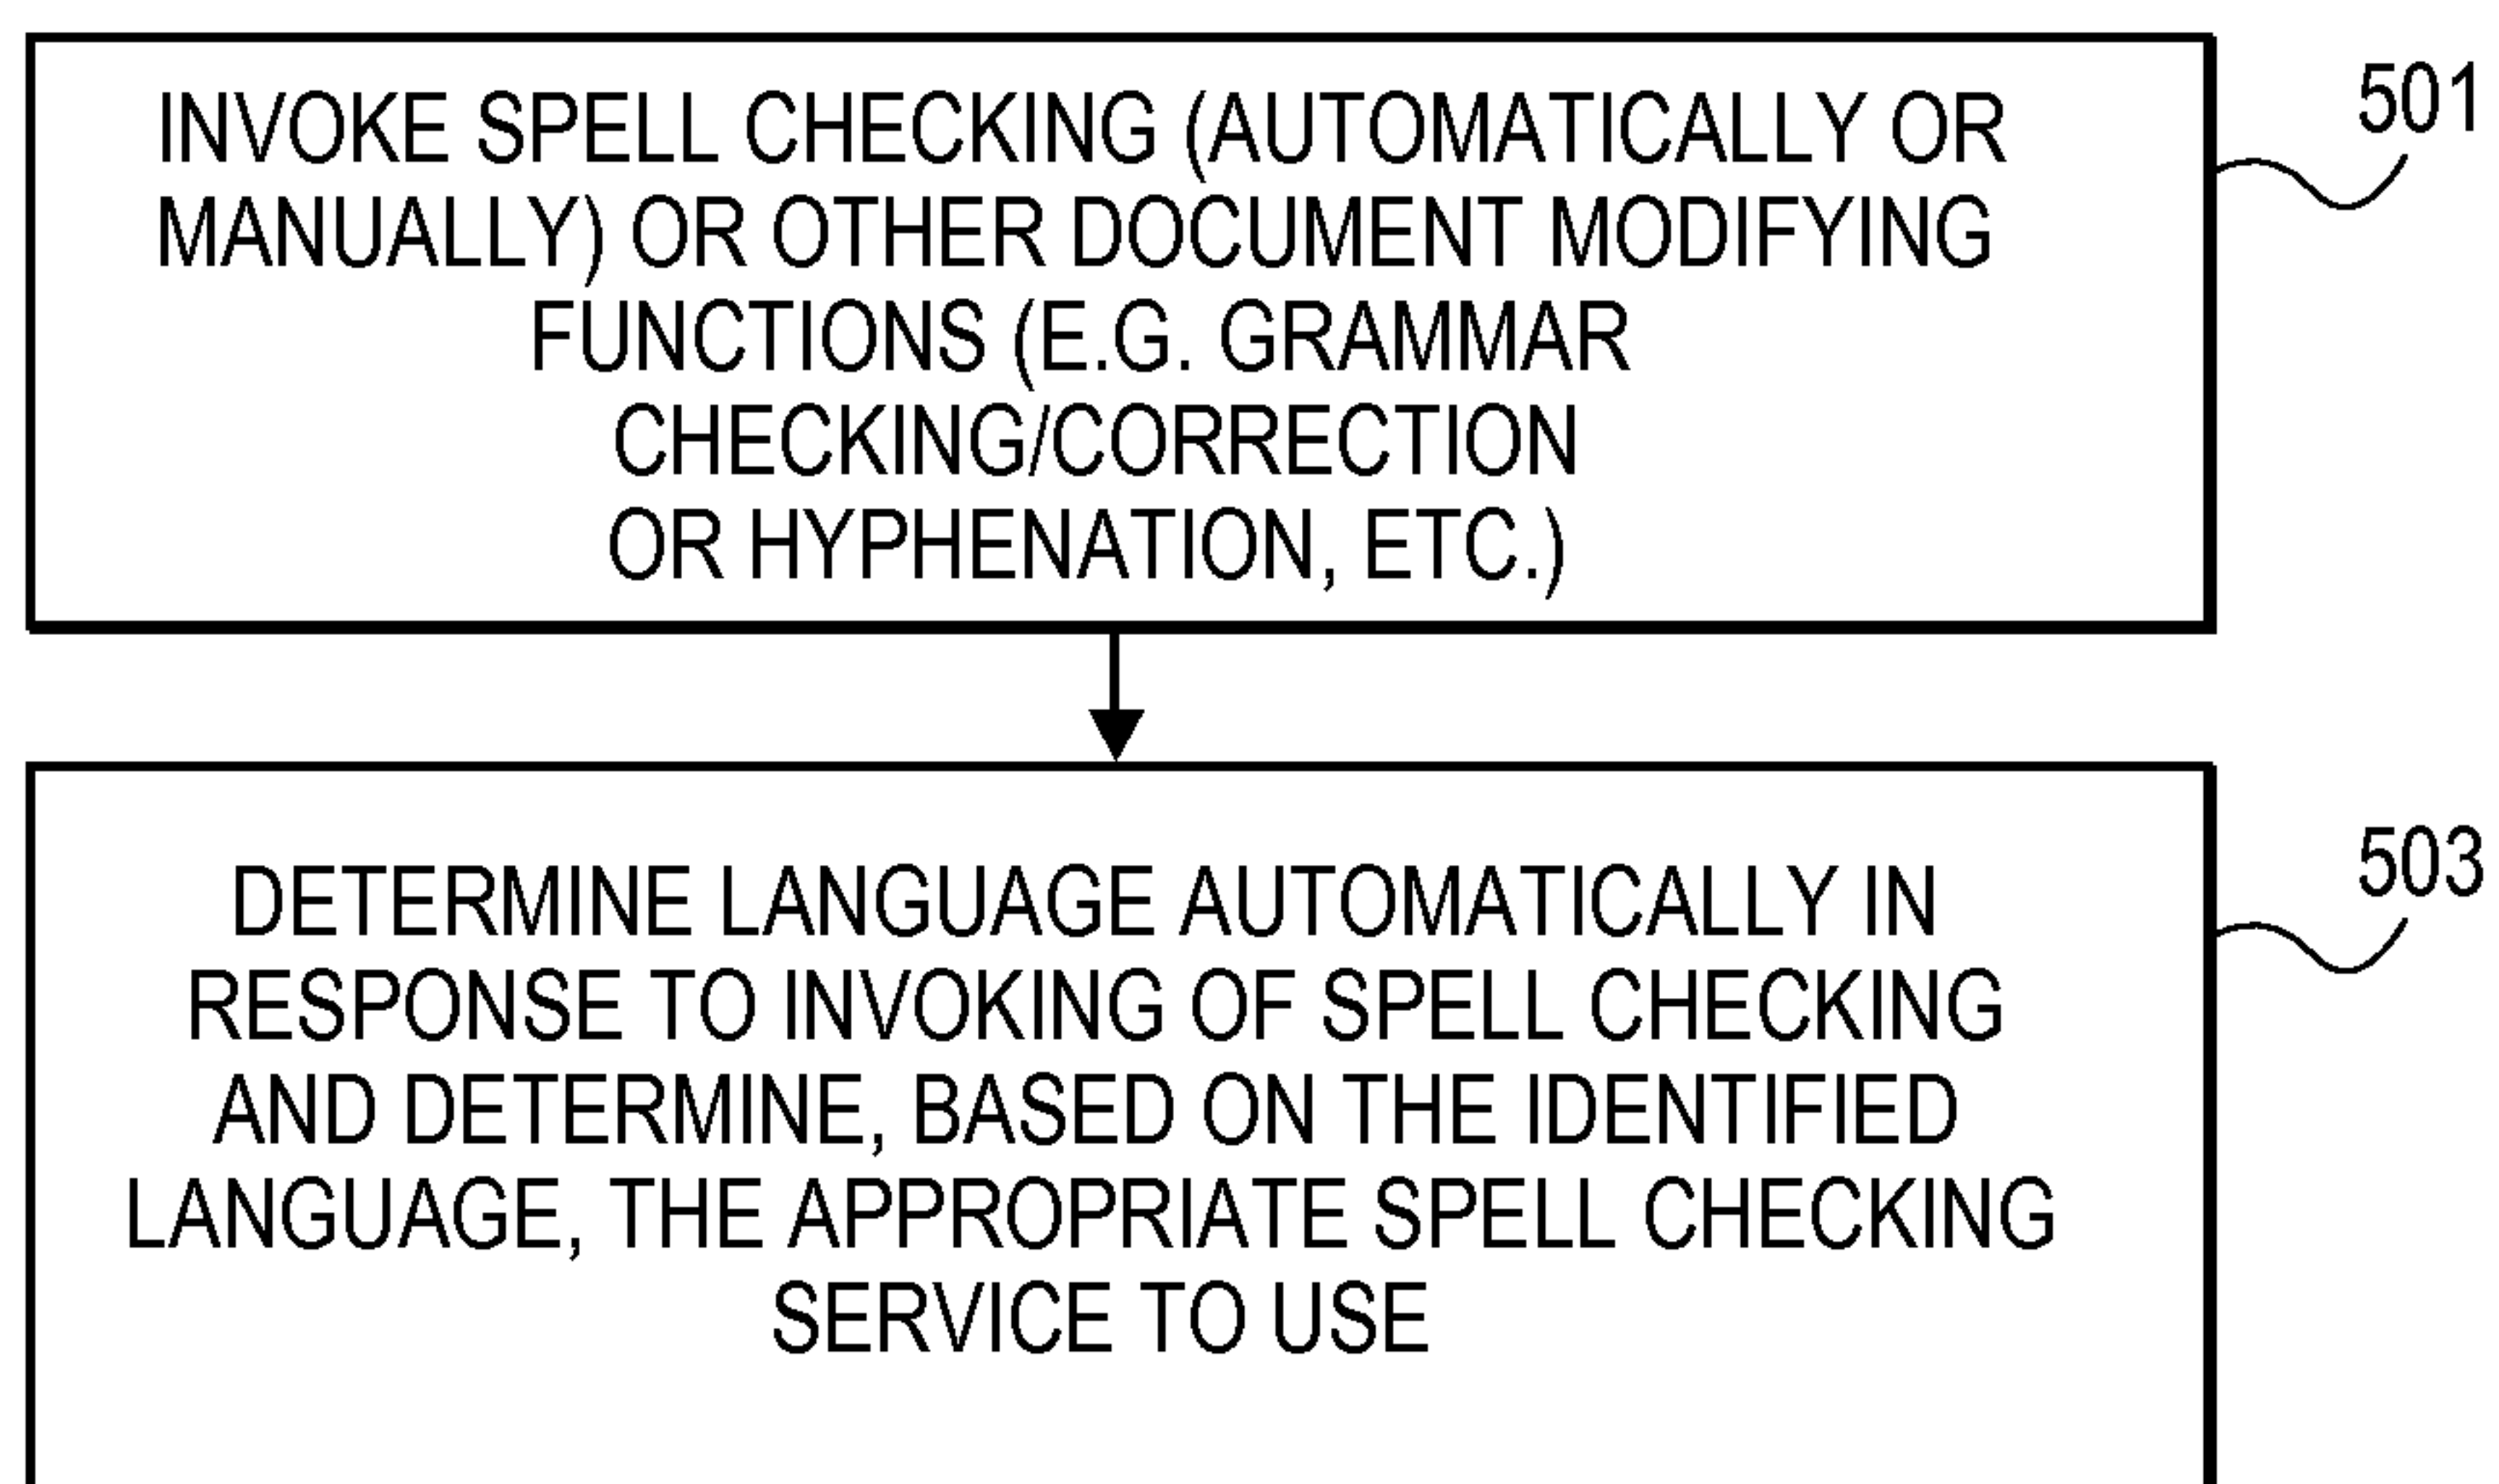 INVOKE SPELL CHECKING (AUTOMATICALLY OR
MANUALLY) OR OTHER DOCUMENT MODIFYING
FUNCTIONS (E.G. GRAMMAR
CHECKING/CORRECTION
OR HYPHENATION, ETC.)
501
DETERMINE LANGUAGE AUTOMATICALLY IN
RESPONSE TO INVOKING OF SPELL CHECKING
AND DETERMINE, BASED ON THE IDENTIFIED
LANGUAGE, THE APPROPRIATE SPELL CHECKING
SERVICE TO USE
503